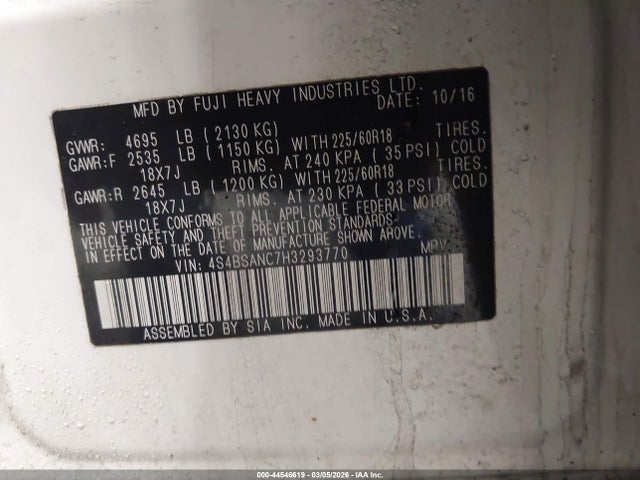 MFD BY FUJI HEAVY INDUSTRIES LTD.
DATE: 10/16
GVWR: 4695 LB ( 2130 KG)
GAWR:F 2535 LB ( 1150 KG) WITH 225/60R18 TIRES.
18X7J RIMS. AT 240 KPA ( 35 PSI) COLD
GAWR:R 2645 LB ( 1200 KG) WITH 225/60R18 TIRES.
18X7J RIMS. AT 230 KPA ( 33 PSI) COLD
THIS VEHICLE CONFORMS TO ALL APPLICABLE FEDERAL MOTOR
VEHICLE SAFETY AND THEFT PREVENTION STANDARDS
IN EFFECT ON THE DATE OF MANUFACTURE SHOWN ABOVE.
VIN: 4S4BSANC7H3293770 MPV
ASSEMBLED BY SIA INC. MADE IN U.S.A.
000-44546619 - 03/05/2026 - IAA Inc.